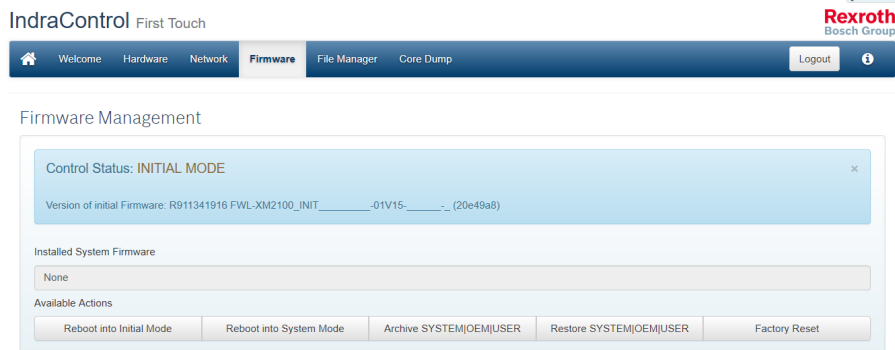 IndraControl First Touch
Rexroth
Bosch Group
Welcome Hardware Network Firmware File Manager Core Dump Logout
Firmware Management
Control Status: INITIAL MODE ×
Version of initial Firmware: R911341916 FWL-XM2100_INIT_________-01V15-______-_ (20e49a8)
Installed System Firmware
None
Available Actions
Reboot into Initial Mode Reboot into System Mode Archive SYSTEM|OEM|USER Restore SYSTEM|OEM|USER Factory Reset